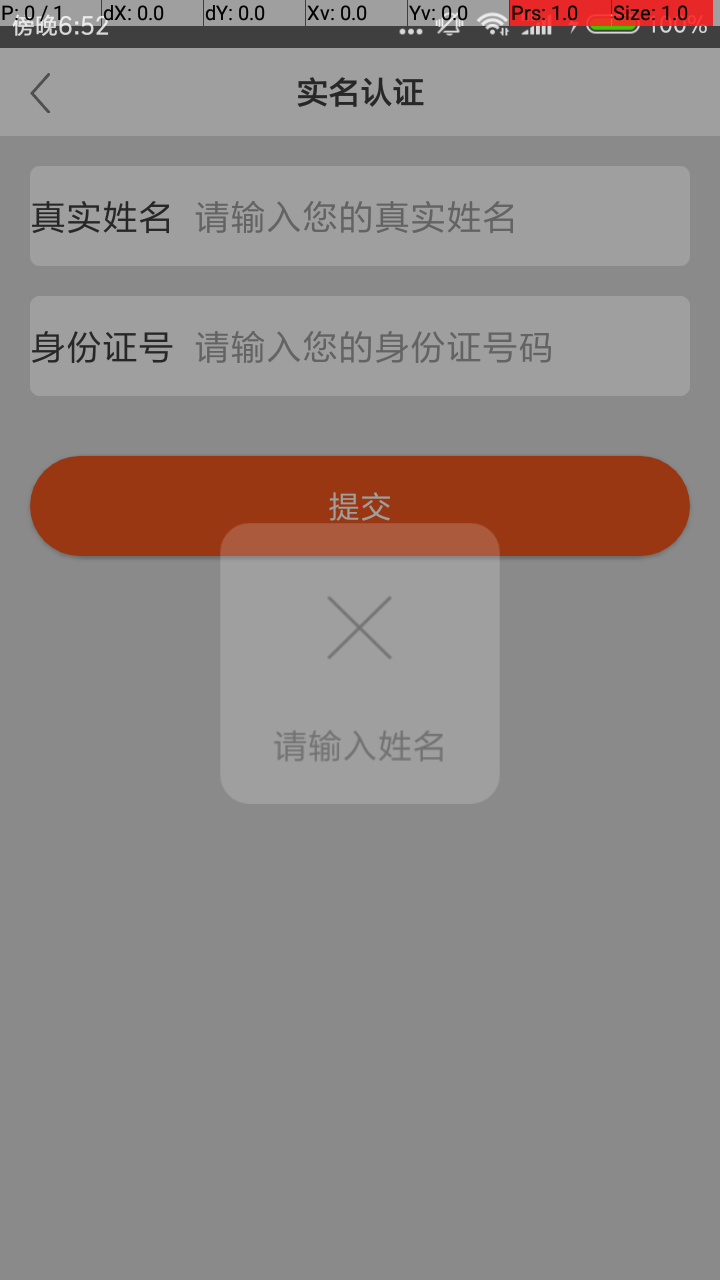 P: 0 / 1 dX: 0.0 dY: 0.0 Xv: 0.0 Yv: 0.0 Prs: 1.0 Size: 1.0
傍晚6:52 100%
实名认证
真实姓名 请输入您的真实姓名
身份证号 请输入您的身份证号码
提交
请输入姓名